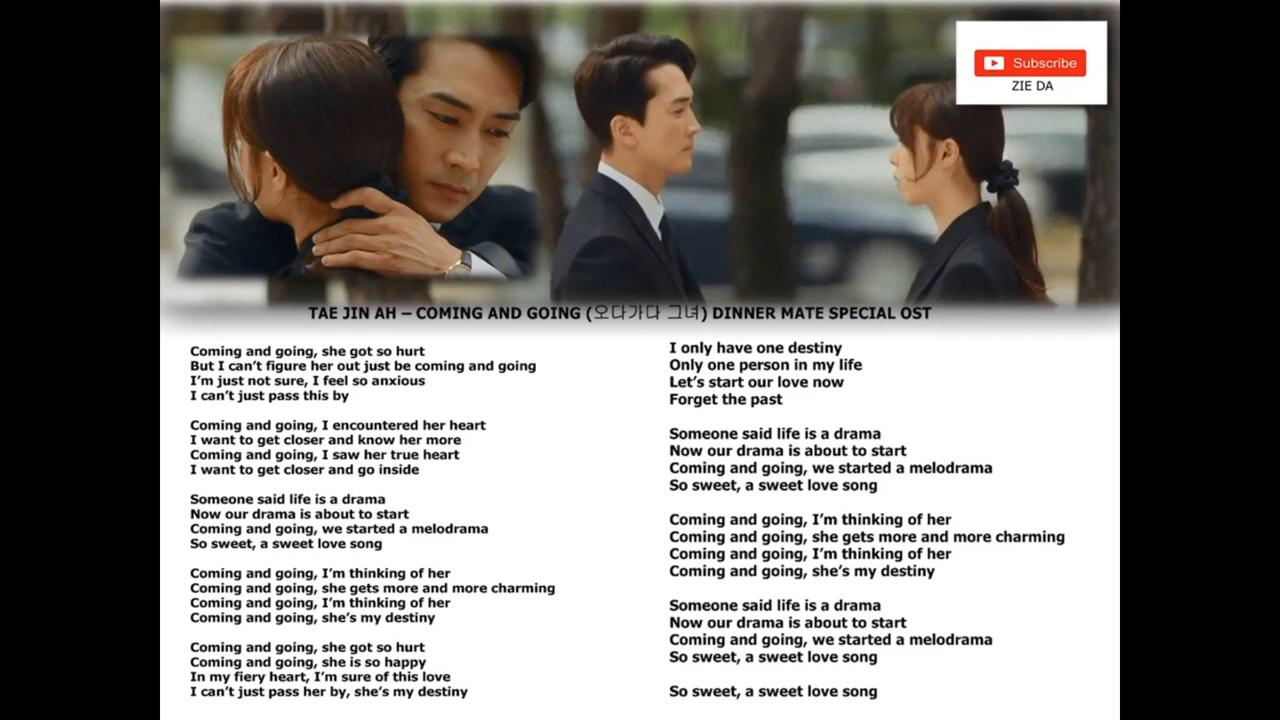 Subscribe
ZIE DA
TAE JIN AH – COMING AND GOING (오다가다 그녀) DINNER MATE SPECIAL OST
Coming and going, she got so hurt
But I can't figure her out just be coming and going
I'm just not sure, I feel so anxious
I can't just pass this by
Coming and going, I encountered her heart
I want to get closer and know her more
Coming and going, I saw her true heart
I want to get closer and go inside
Someone said life is a drama
Now our drama is about to start
Coming and going, we started a melodrama
So sweet, a sweet love song
Coming and going, I'm thinking of her
Coming and going, she gets more and more charming
Coming and going, I'm thinking of her
Coming and going, she's my destiny
Coming and going, she got so hurt
Coming and going, she is so happy
In my fiery heart, I'm sure of this love
I can't just pass her by, she's my destiny
I only have one destiny
Only one person in my life
Let's start our love now
Forget the past
Someone said life is a drama
Now our drama is about to start
Coming and going, we started a melodrama
So sweet, a sweet love song
Coming and going, I'm thinking of her
Coming and going, she gets more and more charming
Coming and going, I'm thinking of her
Coming and going, she's my destiny
Someone said life is a drama
Now our drama is about to start
Coming and going, we started a melodrama
So sweet, a sweet love song
So sweet, a sweet love song